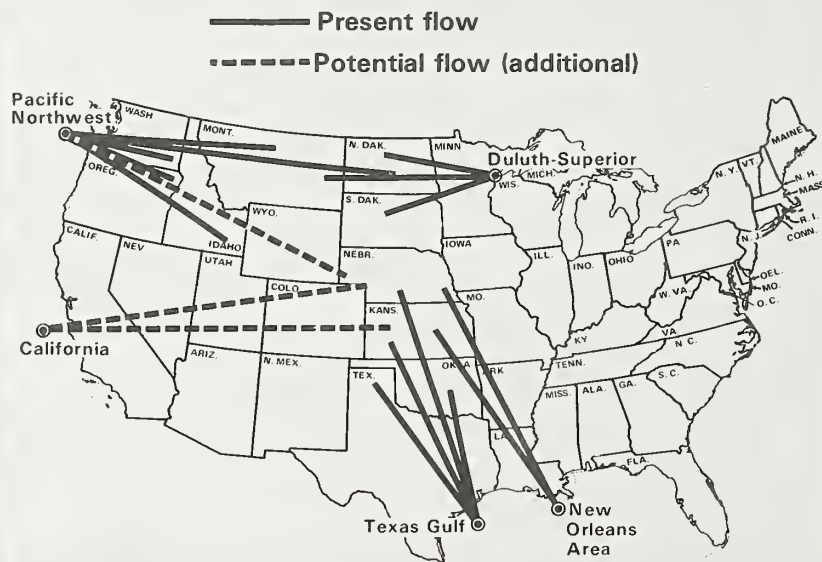 Present flow
Potential flow (additional)
Pacific
Northwest
WASH
MONT.
N. DAK.
MINN
Duluth-Superior
MICH.
WIS.
MAINE
N. Y.
VT.
N. H.
MASS
R. I.
CONN.
OREG.
IDAHO
WYO.
S. DAK.
IOWA
NEBR.
ILL.
IND.
OHIO
PA
N. J.
OEL.
MO.
O. C.
W. VA
VA
CALIF.
NEV
UTAH
COLO
KANS.
MO.
KY
N C.
TENN.
S. C.
California
ARIZ.
N. MEX.
TEX.
OKLA
ARK
MISS.
ALA.
GA.
LA
FLA.
Texas Gulf
New
Orleans
Area